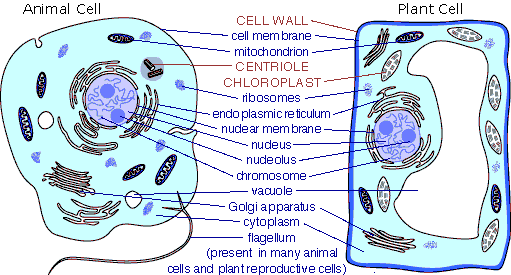 Animal Cell
Plant Cell
CELL WALL
cell membrane
mitochondrion
CENTRIOLE
CHLOROPLAST
ribosomes
endoplasmic reticulum
nuclear membrane
nucleus
nucleolus
chromosome
vacuole
Golgi apparatus
cytoplasm
flagellum
(present in many animal
cells and plant reproductive cells)